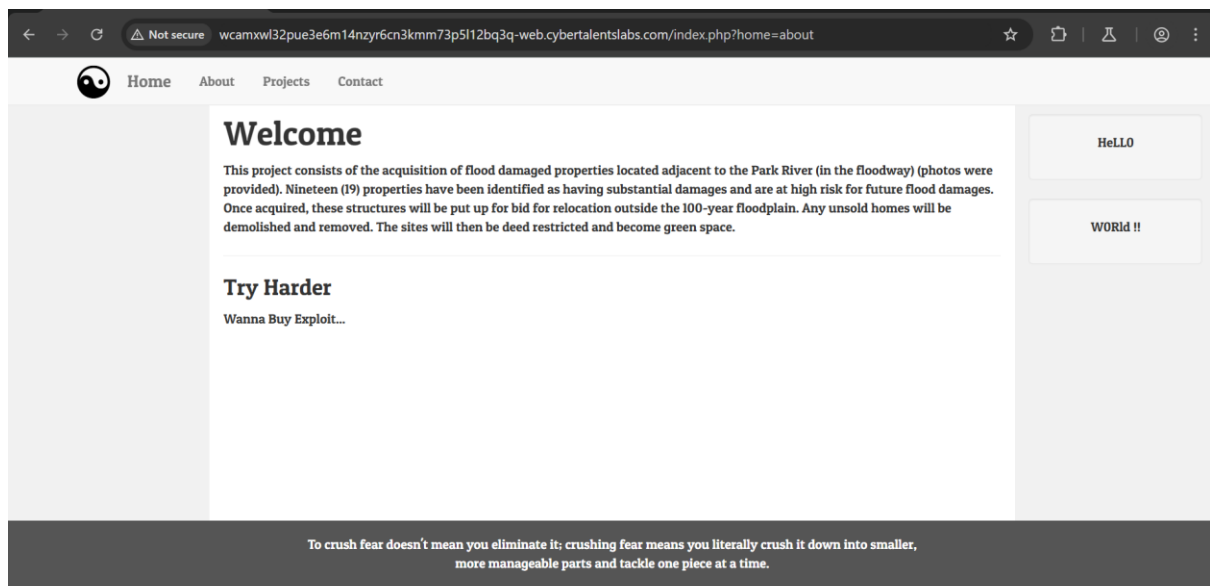 Not secure wcamxwl32pue3e6m14nzyr6cn3kmm73p5l12bq3q-web.cybertalentslabs.com/index.php?home=about
Home About Projects Contact
Welcome
This project consists of the acquisition of flood damaged properties located adjacent to the Park River (in the floodway) (photos were
provided). Nineteen (19) properties have been identified as having substantial damages and are at high risk for future flood damages.
Once acquired, these structures will be put up for bid for relocation outside the 100-year floodplain. Any unsold homes will be
demolished and removed. The sites will then be deed restricted and become green space.
Try Harder
Wanna Buy Exploit...
HeLL0
W0Rld !!
To crush fear doesn't mean you eliminate it; crushing fear means you literally crush it down into smaller,
more manageable parts and tackle one piece at a time.